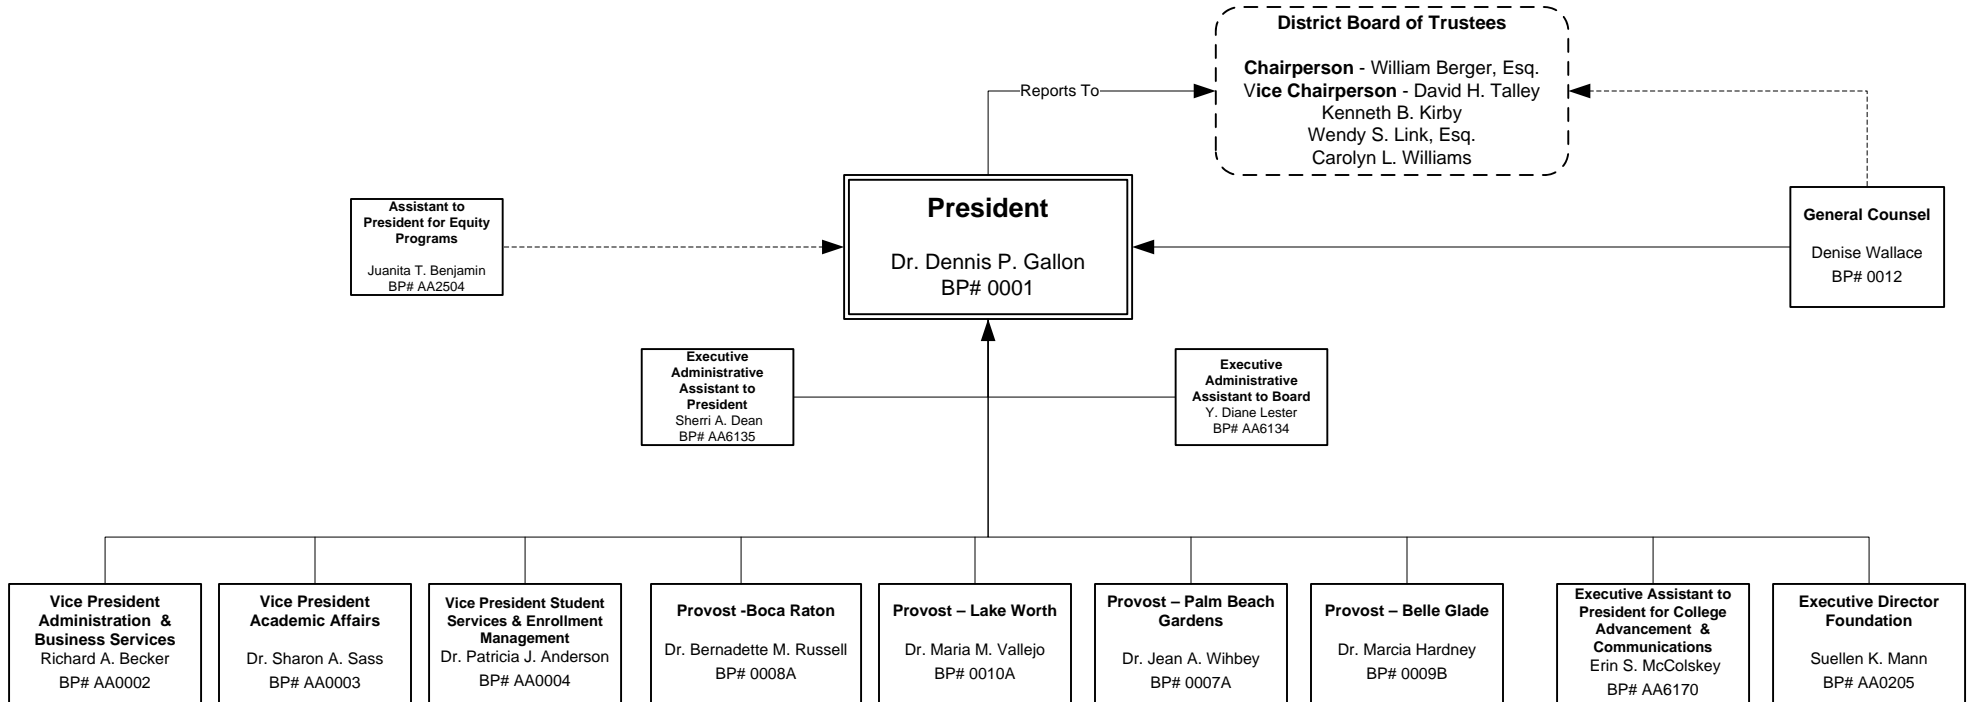 District Board of Trustees
Chairperson - William Berger, Esq.
Vice Chairperson - David H. Talley
Kenneth B. Kirby
Wendy S. Link, Esq.
Carolyn L. Williams
Reports To
Assistant to
President for Equity
Programs
Juanita T. Benjamin
BP# AA2504
President
Dr. Dennis P. Gallon
BP# 0001
General Counsel
Denise Wallace
BP# 0012
Executive
Administrative
Assistant to
President
Sherri A. Dean
BP# AA6135
Executive
Administrative
Assistant to Board
Y. Diane Lester
BP# AA6134
Vice President
Administration  &
Business Services
Richard A. Becker
BP# AA0002
Vice President
Academic Affairs
Dr. Sharon A. Sass
BP# AA0003
Vice President Student
Services & Enrollment
Management
Dr. Patricia J. Anderson
BP# AA0004
Provost -Boca Raton
Dr. Bernadette M. Russell
BP# 0008A
Provost – Lake Worth
Dr. Maria M. Vallejo
BP# 0010A
Provost – Palm Beach
Gardens
Dr. Jean A. Wihbey
BP# 0007A
Provost – Belle Glade
Dr. Marcia Hardney
BP# 0009B
Executive Assistant to
President for College
Advancement  &
Communications
Erin S. McColskey
BP# AA6170
Executive Director
Foundation
Suellen K. Mann
BP# AA0205